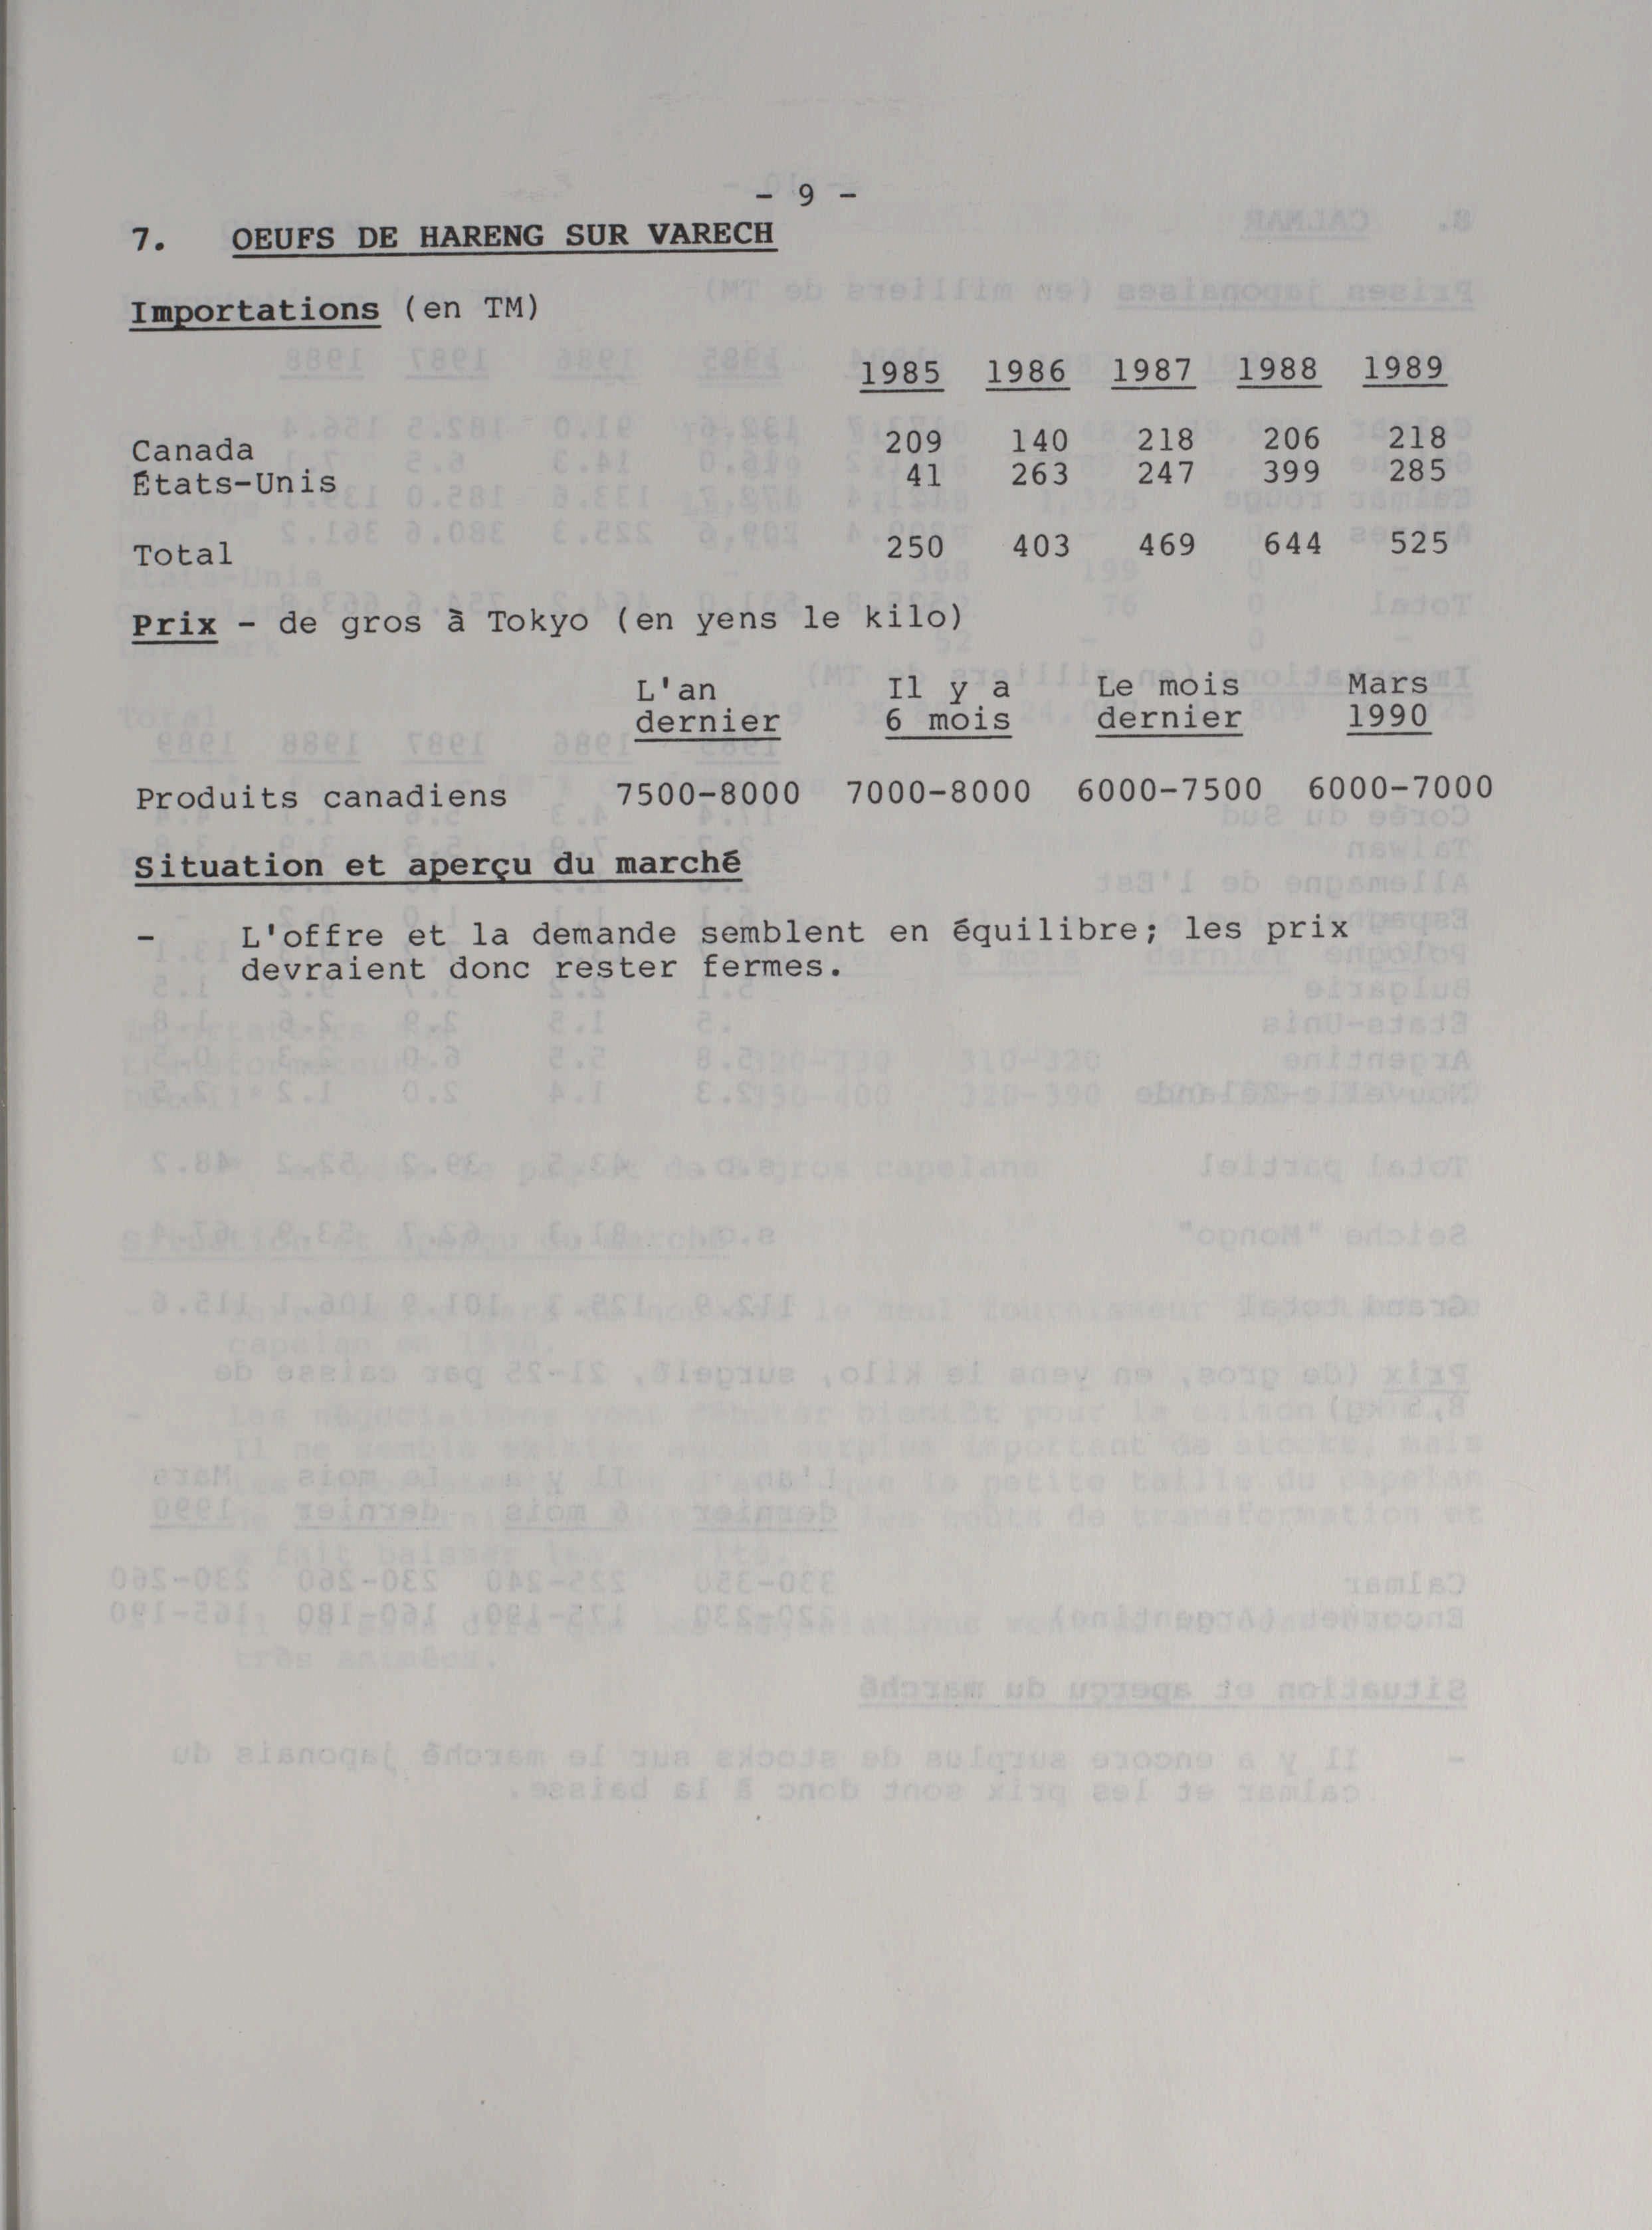 - 9 -
7. OEUFS DE HARENG SUR VARECH
Importations (en TM)
1985 1986 1987 1988 1989
Canada 209 140 218 206 218
États-Unis 41 263 247 399 285
Total 250 403 469 644 525
Prix - de gros à Tokyo (en yens le kilo)
L'an Il y a Le mois Mars
dernier 6 mois dernier 1990
Produits canadiens 7500-8000 7000-8000 6000-7500 6000-7000
Situation et aperçu du marché
- L'offre et la demande semblent en équilibre; les prix
devraient donc rester fermes.